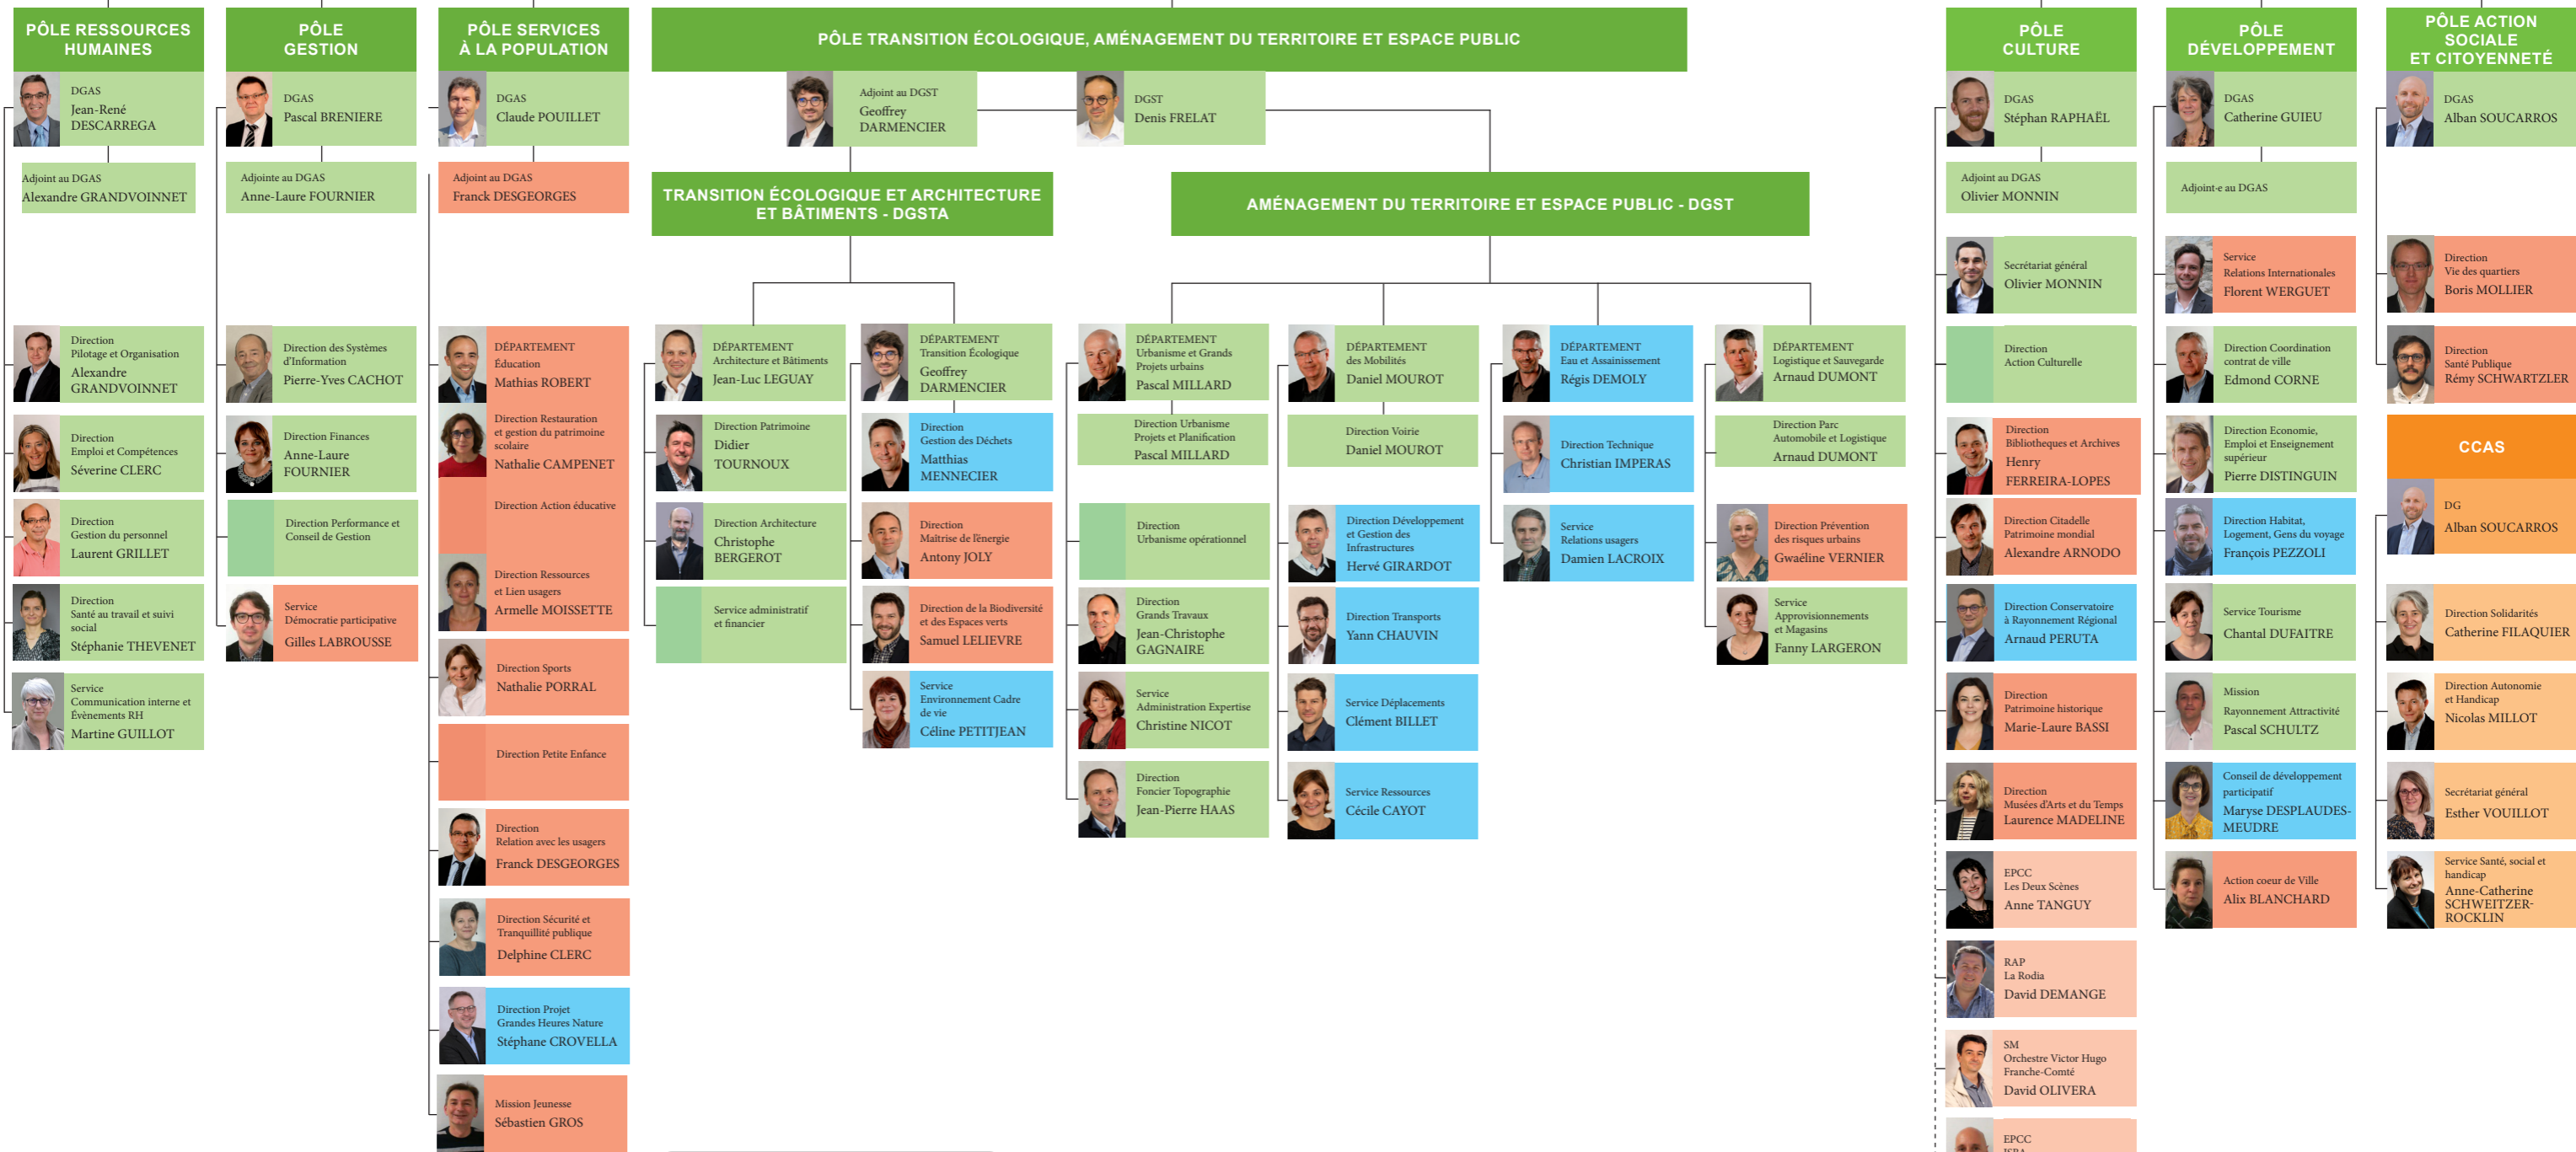 PÔLE RESSOURCES
HUMAINES
DGAS
Jean-René
DESCARREGA
Adjoint au DGAS
Alexandre GRANDVOINNET
Direction
Pilotage et Organisation
Alexandre
GRANDVOINNET
Direction
Emploi et Compétences
Séverine CLERC
Direction
Gestion du personnel
Laurent GRILLET
Direction
Santé au travail et suivi
social
Stéphanie THEVENET
Service
Communication interne et
Évènements RH
Martine GUILLOT
PÔLE
GESTION
DGAS
Pascal BRENIERE
Adjointe au DGAS
Anne-Laure FOURNIER
Direction des Systèmes
d'Information
Pierre-Yves CACHOT
Direction Finances
Anne-Laure
FOURNIER
Direction Performance et
Conseil de Gestion
Service
Démocratie participative
Gilles LABROUSSE
PÔLE SERVICES
À LA POPULATION
DGAS
Claude POUILLET
Adjoint au DGAS
Franck DESGEORGES
DÉPARTEMENT
Éducation
Mathias ROBERT
Direction Restauration
et gestion du patrimoine
scolaire
Nathalie CAMPENET
Direction Action éducative
Direction Ressources
et Lien usagers
Armelle MOISSETTE
Direction Sports
Nathalie PORRAL
Direction Petite Enfance
Direction
Relation avec les usagers
Franck DESGEORGES
Direction Sécurité et
Tranquillité publique
Delphine CLERC
Direction Projet
Grandes Heures Nature
Stéphane CROVELLA
Mission Jeunesse
Sébastien GROS
PÔLE TRANSITION ÉCOLOGIQUE, AMÉNAGEMENT DU TERRITOIRE ET ESPACE PUBLIC
Adjoint au DGST
Geoffrey
DARMENCIER
DGST
Denis FRELAT
TRANSITION ÉCOLOGIQUE ET ARCHITECTURE
ET BÂTIMENTS - DGSTA
DÉPARTEMENT
Architecture et Bâtiments
Jean-Luc LEGUAY
Direction Patrimoine
Didier
TOURNOUX
Direction Architecture
Christophe
BERGEROT
Service administratif
et financier
DÉPARTEMENT
Transition Écologique
Geoffrey
DARMENCIER
Direction
Gestion des Déchets
Matthias
MENNECIER
Direction
Maîtrise de l'énergie
Antony JOLY
Direction de la Biodiversité
et des Espaces verts
Samuel LELIEVRE
Service
Environnement Cadre
de vie
Céline PETITJEAN
AMÉNAGEMENT DU TERRITOIRE ET ESPACE PUBLIC - DGST
DÉPARTEMENT
Urbanisme et Grands
Projets urbains
Pascal MILLARD
Direction Urbanisme
Projets et Planification
Pascal MILLARD
Direction
Urbanisme opérationnel
Direction
Grands Travaux
Jean-Christophe
GAGNAIRE
Service
Administration Expertise
Christine NICOT
Direction
Foncier Topographie
Jean-Pierre HAAS
DÉPARTEMENT
des Mobilités
Daniel MOUROT
Direction Voirie
Daniel MOUROT
Direction Développement
et Gestion des
Infrastructures
Hervé GIRARDOT
Direction Transports
Yann CHAUVIN
Service Déplacements
Clément BILLET
Service Ressources
Cécile CAYOT
DÉPARTEMENT
Eau et Assainissement
Régis DEMOLY
Direction Technique
Christian IMPERAS
Service
Relations usagers
Damien LACROIX
DÉPARTEMENT
Logistique et Sauvegarde
Arnaud DUMONT
Direction Parc
Automobile et Logistique
Arnaud DUMONT
Direction Prévention
des risques urbains
Gwaéline VERNIER
Service
Approvisionnements
et Magasins
Fanny LARGERON
PÔLE
CULTURE
DGAS
Stéphan RAPHAËL
Adjoint au DGAS
Olivier MONNIN
Secrétariat général
Olivier MONNIN
Direction
Action Culturelle
Direction
Bibliotheques et Archives
Henry
FERREIRA-LOPES
Direction Citadelle
Patrimoine mondial
Alexandre ARNODO
Direction Conservatoire
à Rayonnement Régional
Arnaud PERUTA
Direction
Patrimoine historique
Marie-Laure BASSI
Direction
Musées d'Arts et du Temps
Laurence MADELINE
EPCC
Les Deux Scènes
Anne TANGUY
RAP
La Rodia
David DEMANGE
SM
Orchestre Victor Hugo
Franche-Comté
David OLIVERA
EPCC
PÔLE
DÉVELOPPEMENT
DGAS
Catherine GUIEU
Adjoint·e au DGAS
Service
Relations Internationales
Florent WERGUET
Direction Coordination
contrat de ville
Edmond CORNE
Direction Economie,
Emploi et Enseignement
supérieur
Pierre DISTINGUIN
Direction Habitat,
Logement, Gens du voyage
François PEZZOLI
Service Tourisme
Chantal DUFAITRE
Mission
Rayonnement Attractivité
Pascal SCHULTZ
Conseil de développement
participatif
Maryse DESPLAUDES-
MEUDRE
Action coeur de Ville
Alix BLANCHARD
PÔLE ACTION
SOCIALE
ET CITOYENNETÉ
DGAS
Alban SOUCARROS
Direction
Vie des quartiers
Boris MOLLIER
Direction
Santé Publique
Rémy SCHWARTZLER
CCAS
DG
Alban SOUCARROS
Direction Solidarités
Catherine FILAQUIER
Direction Autonomie
et Handicap
Nicolas MILLOT
Secrétariat général
Esther VOUILLOT
Service Santé, social et
handicap
Anne-Catherine
SCHWEITZER-
ROCKLIN